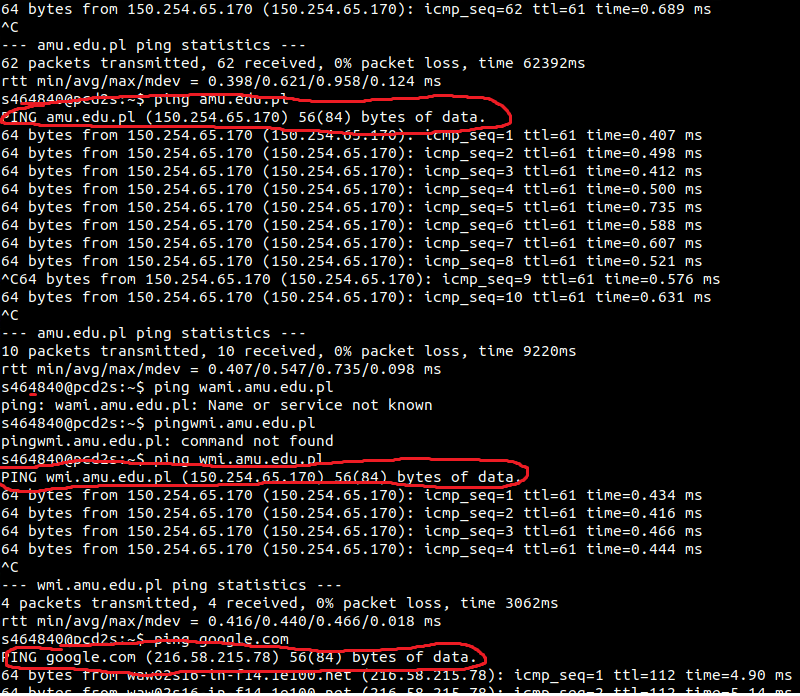 64 bytes from 150.254.65.170 (150.254.65.170): icmp_seq=62 ttl=61 time=0.689 ms
^C
--- amu.edu.pl ping statistics ---
62 packets transmitted, 62 received, 0% packet loss, time 62392ms
rtt min/avg/max/mdev = 0.398/0.621/0.958/0.124 ms
s464840@pcd2s:~$ ping amu.edu.pl
PING amu.edu.pl (150.254.65.170) 56(84) bytes of data.
64 bytes from 150.254.65.170 (150.254.65.170): icmp_seq=1 ttl=61 time=0.407 ms
64 bytes from 150.254.65.170 (150.254.65.170): icmp_seq=2 ttl=61 time=0.498 ms
64 bytes from 150.254.65.170 (150.254.65.170): icmp_seq=3 ttl=61 time=0.412 ms
64 bytes from 150.254.65.170 (150.254.65.170): icmp_seq=4 ttl=61 time=0.500 ms
64 bytes from 150.254.65.170 (150.254.65.170): icmp_seq=5 ttl=61 time=0.735 ms
64 bytes from 150.254.65.170 (150.254.65.170): icmp_seq=6 ttl=61 time=0.588 ms
64 bytes from 150.254.65.170 (150.254.65.170): icmp_seq=7 ttl=61 time=0.607 ms
64 bytes from 150.254.65.170 (150.254.65.170): icmp_seq=8 ttl=61 time=0.521 ms
^C64 bytes from 150.254.65.170 (150.254.65.170): icmp_seq=9 ttl=61 time=0.576 ms
64 bytes from 150.254.65.170 (150.254.65.170): icmp_seq=10 ttl=61 time=0.631 ms
^C
--- amu.edu.pl ping statistics ---
10 packets transmitted, 10 received, 0% packet loss, time 9220ms
rtt min/avg/max/mdev = 0.407/0.547/0.735/0.098 ms
s464840@pcd2s:~$ ping wami.amu.edu.pl
ping: wami.amu.edu.pl: Name or service not known
s464840@pcd2s:~$ pingwmi.amu.edu.pl
pingwmi.amu.edu.pl: command not found
s464840@pcd2s:~$ ping wmi.amu.edu.pl
PING wmi.amu.edu.pl (150.254.65.170) 56(84) bytes of data.
64 bytes from 150.254.65.170 (150.254.65.170): icmp_seq=1 ttl=61 time=0.434 ms
64 bytes from 150.254.65.170 (150.254.65.170): icmp_seq=2 ttl=61 time=0.416 ms
64 bytes from 150.254.65.170 (150.254.65.170): icmp_seq=3 ttl=61 time=0.466 ms
64 bytes from 150.254.65.170 (150.254.65.170): icmp_seq=4 ttl=61 time=0.444 ms
^C
--- wmi.amu.edu.pl ping statistics ---
4 packets transmitted, 4 received, 0% packet loss, time 3062ms
rtt min/avg/max/mdev = 0.416/0.440/0.466/0.018 ms
s464840@pcd2s:~$ ping google.com
PING google.com (216.58.215.78) 56(84) bytes of data.
64 bytes from waw02s16-in-f14.1e100.net (216.58.215.78): icmp_seq=1 ttl=112 time=4.90 ms
64 bytes from waw02s16-in-f14.1e100.net (216.58.215.78): icmp_seq=2 ttl=112 time=5.14 ms